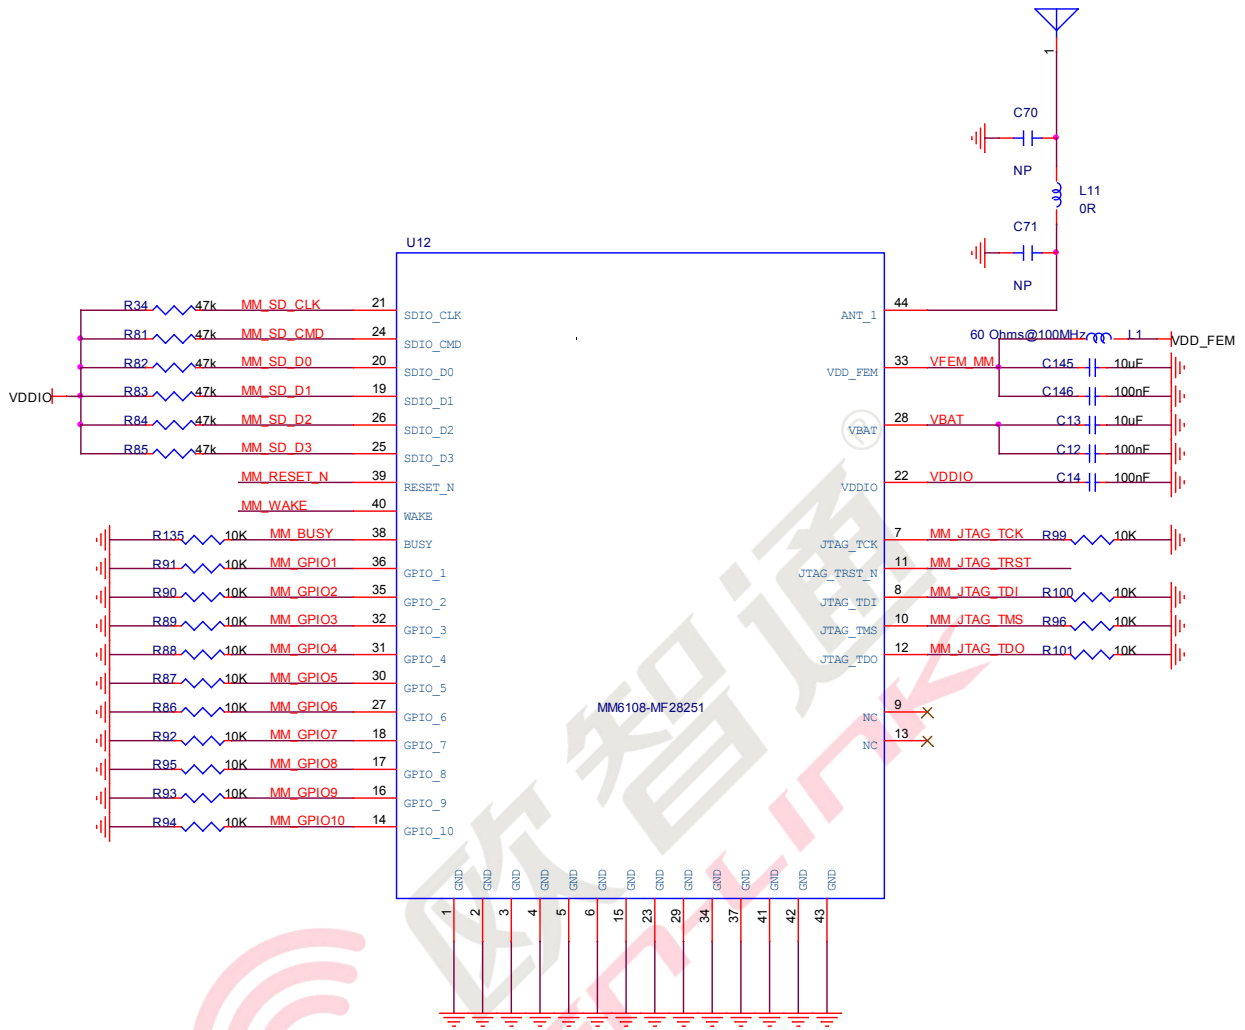 1
C70
NP
L11
0R
C71
NP
U12
R34 47k MM_SD_CLK 21 SDIO_CLK
R81 47k MM_SD_CMD 24 SDIO_CMD
R82 47k MM_SD_D0 20 SDIO_D0
VDDIO
R83 47k MM_SD_D1 19 SDIO_D1
R84 47k MM_SD_D2 26 SDIO_D2
R85 47k MM_SD_D3 25 SDIO_D3
MM_RESET_N 39 RESET_N
MM_WAKE 40 WAKE
R135 10K MM_BUSY 38 BUSY
R91 10K MM_GPIO1 36 GPIO_1
R90 10K MM_GPIO2 35 GPIO_2
R89 10K MM_GPIO3 32 GPIO_3
R88 10K MM_GPIO4 31 GPIO_4
R87 10K MM_GPIO5 30 GPIO_5
R86 10K MM_GPIO6 27 GPIO_6
R92 10K MM_GPIO7 18 GPIO_7
R95 10K MM_GPIO8 17 GPIO_8
R93 10K MM_GPIO9 16 GPIO_9
R94 10K MM_GPIO10 14 GPIO_10
ANT_1 44
60 Ohms@100MHz L1 VDD_FEM
VDD_FEM 33 VFEM_MM C145 10uF
C146 100nF
VBAT 28 VBAT C13 10uF
C12 100nF
VDDIO 22 VDDIO C14 100nF
JTAG_TCK 7 MM_JTAG_TCK R99 10K
JTAG_TRST_N 11 MM_JTAG_TRST
JTAG_TDI 8 MM_JTAG_TDI R100 10K
JTAG_TMS 10 MM_JTAG_TMS R96 10K
JTAG_TDO 12 MM_JTAG_TDO R101 10K
MM6108-MF28251
NC 9
NC 13
GND GND GND GND GND GND GND GND GND GND GND GND GND GND
1 2 3 4 5 6 15 23 29 34 37 41 42 43
欧智通®
-LINK